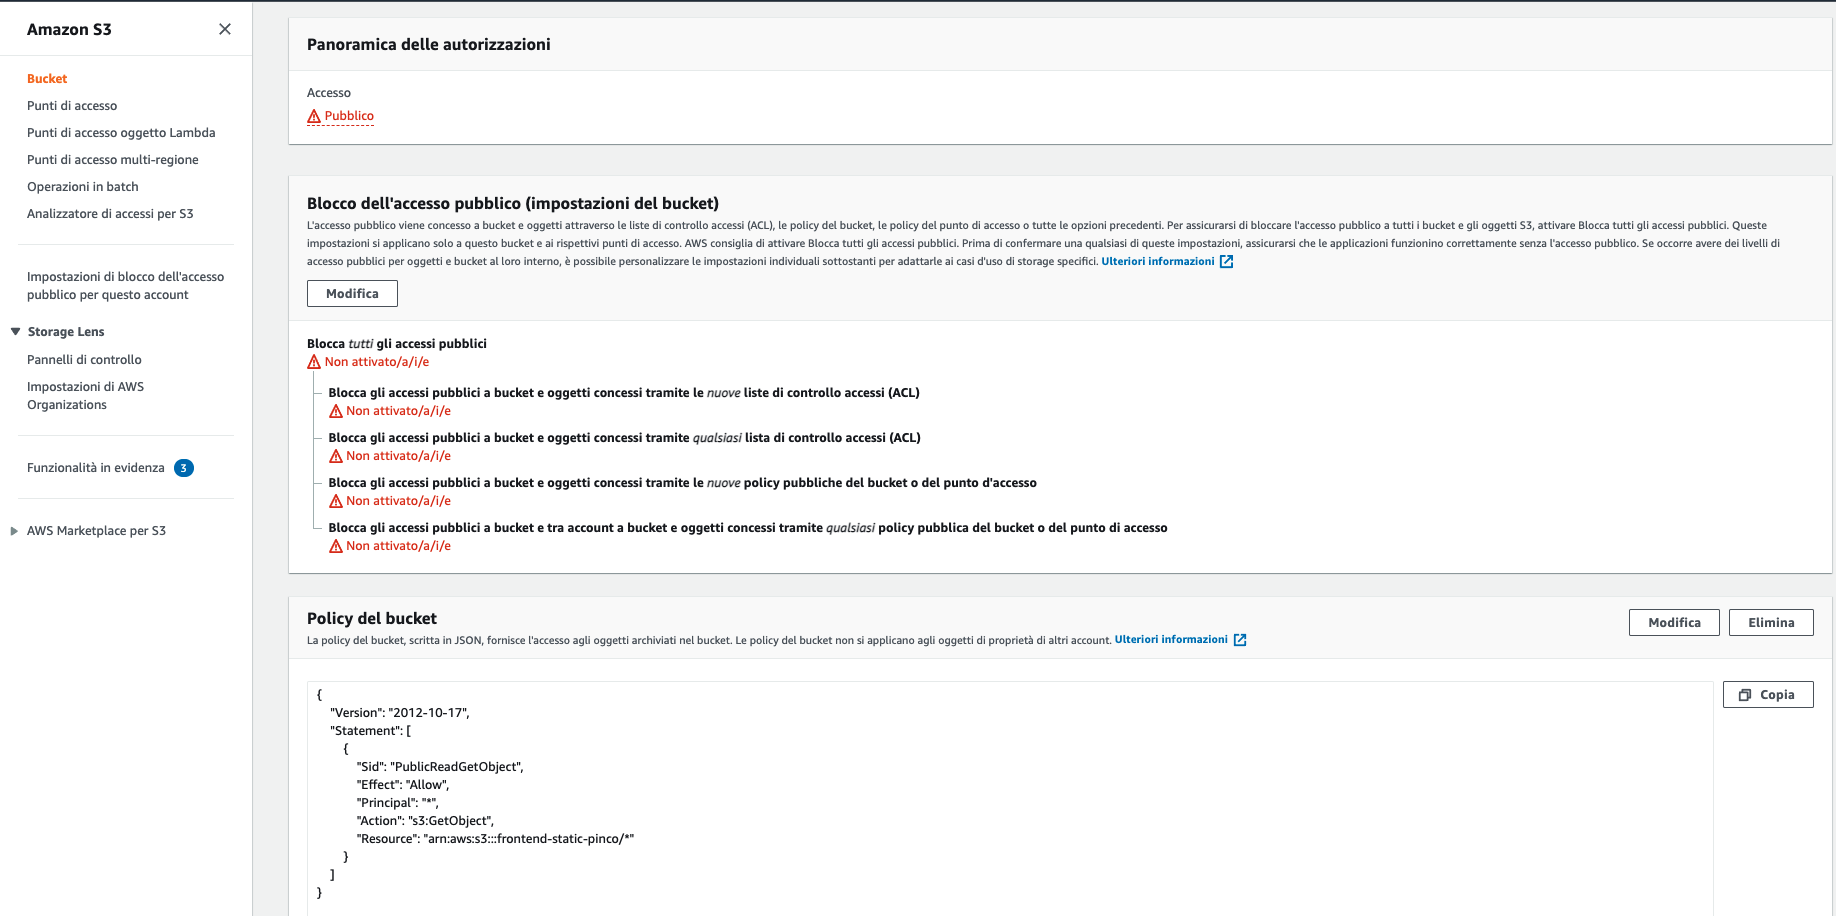 Amazon S3
Bucket
Punti di accesso
Punti di accesso oggetto Lambda
Punti di accesso multi-regione
Operazioni in batch
Analizzatore di accessi per S3
Impostazioni di blocco dell'accesso
pubblico per questo account
Storage Lens
Pannelli di controllo
Impostazioni di AWS
Organizations
Funzionalità in evidenza 3
AWS Marketplace per S3
Panoramica delle autorizzazioni
Accesso
Pubblico
Blocco dell'accesso pubblico (impostazioni del bucket)
L'accesso pubblico viene concesso a bucket e oggetti attraverso le liste di controllo accessi (ACL), le policy del bucket, le policy del punto di accesso o tutte le opzioni precedenti. Per assicurarsi di bloccare l'accesso pubblico a tutti i bucket e gli oggetti S3, attivare Blocca tutti gli accessi pubblici. Queste
impostazioni si applicano solo a questo bucket e ai rispettivi punti di accesso. AWS consiglia di attivare Blocca tutti gli accessi pubblici. Prima di confermare una qualsiasi di queste impostazioni, assicurarsi che le applicazioni funzionino correttamente senza l'accesso pubblico. Se occorre avere dei livelli di
accesso pubblici per oggetti e bucket al loro interno, è possibile personalizzare le impostazioni individuali sottostanti per adattarle ai casi d'uso di storage specifici. Ulteriori informazioni
Modifica
Blocca tutti gli accessi pubblici
Non attivato/a/i/e
Blocca gli accessi pubblici a bucket e oggetti concessi tramite le nuove liste di controllo accessi (ACL)
Non attivato/a/i/e
Blocca gli accessi pubblici a bucket e oggetti concessi tramite qualsiasi lista di controllo accessi (ACL)
Non attivato/a/i/e
Blocca gli accessi pubblici a bucket e oggetti concessi tramite le nuove policy pubbliche del bucket o del punto d'accesso
Non attivato/a/i/e
Blocca gli accessi pubblici a bucket e tra account a bucket e oggetti concessi tramite qualsiasi policy pubblica del bucket o del punto di accesso
Non attivato/a/i/e
Policy del bucket
Modifica
Elimina
La policy del bucket, scritta in JSON, fornisce l'accesso agli oggetti archiviati nel bucket. Le policy del bucket non si applicano agli oggetti di proprietà di altri account. Ulteriori informazioni
Copia
{
"Version": "2012-10-17",
"Statement": [
{
"Sid": "PublicReadGetObject",
"Effect": "Allow",
"Principal": "*",
"Action": "s3:GetObject",
"Resource": "arn:aws:s3:::frontend-static-pinco/*"
}
]
}